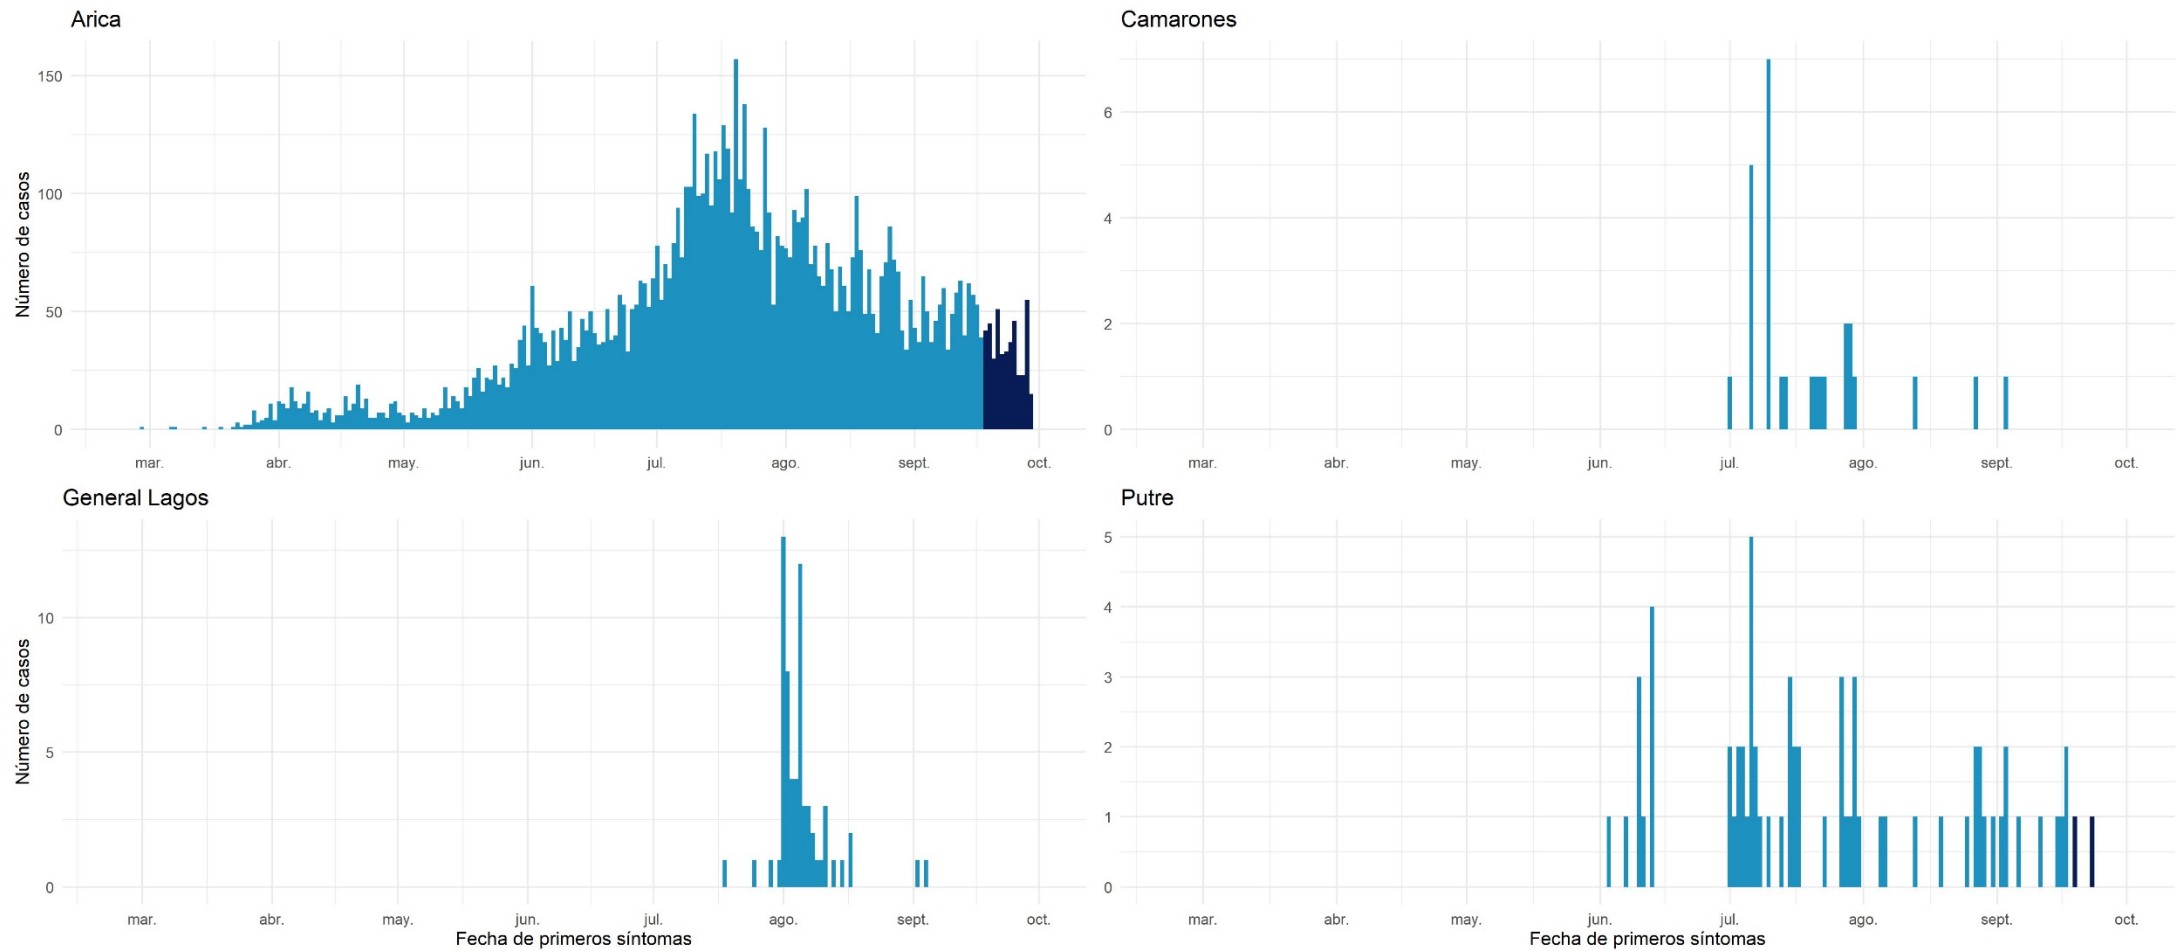 Arica
Número de casos
150
100
50
0
mar. abr. may. jun. jul. ago. sept. oct.
Camarones
6
4
2
0
mar. abr. may. jun. jul. ago. sept. oct.
General Lagos
Número de casos
10
5
0
mar. abr. may. jun. jul. ago. sept. oct.
Fecha de primeros síntomas
Putre
5
4
3
2
1
0
mar. abr. may. jun. jul. ago. sept. oct.
Fecha de primeros síntomas